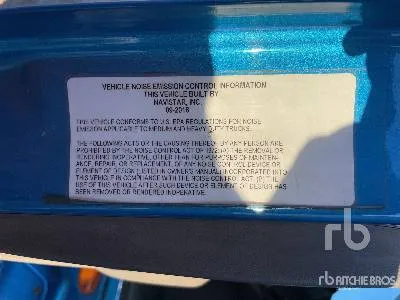 VEHICLE NOISE EMISSION CONTROL INFORMATION
THIS VEHICLE BUILT BY
NAVISTAR, INC.
09-2016
THIS VEHICLE CONFORMS TO U.S. EPA REGULATIONS FOR NOISE
EMISSION APPLICABLE TO MEDIUM AND HEAVY DUTY TRUCKS.
THE FOLLOWING ACTS OR THE CAUSING THEREOF BY ANY PERSON ARE
PROHIBITED BY THE NOISE CONTROL ACT OF 1972: (A) THE REMOVAL OR
RENDERING INOPERATIVE, OTHER THAN FOR PURPOSES OF MAINTEN-
ANCE, REPAIR, OR REPLACEMENT, OF ANY NOISE CONTROL DEVICE OR
ELEMENT OF DESIGN (LISTED IN OWNER'S MANUAL) INCORPORATED INTO
THIS VEHICLE IN COMPLIANCE WITH THE NOISE CONTROL ACT, (B) THE
USE OF THIS VEHICLE AFTER SUCH DEVICE OR ELEMENT OF DESIGN HAS
BEEN REMOVED OR RENDERED INOPERATIVE.
rb
rb RITCHIE BROS